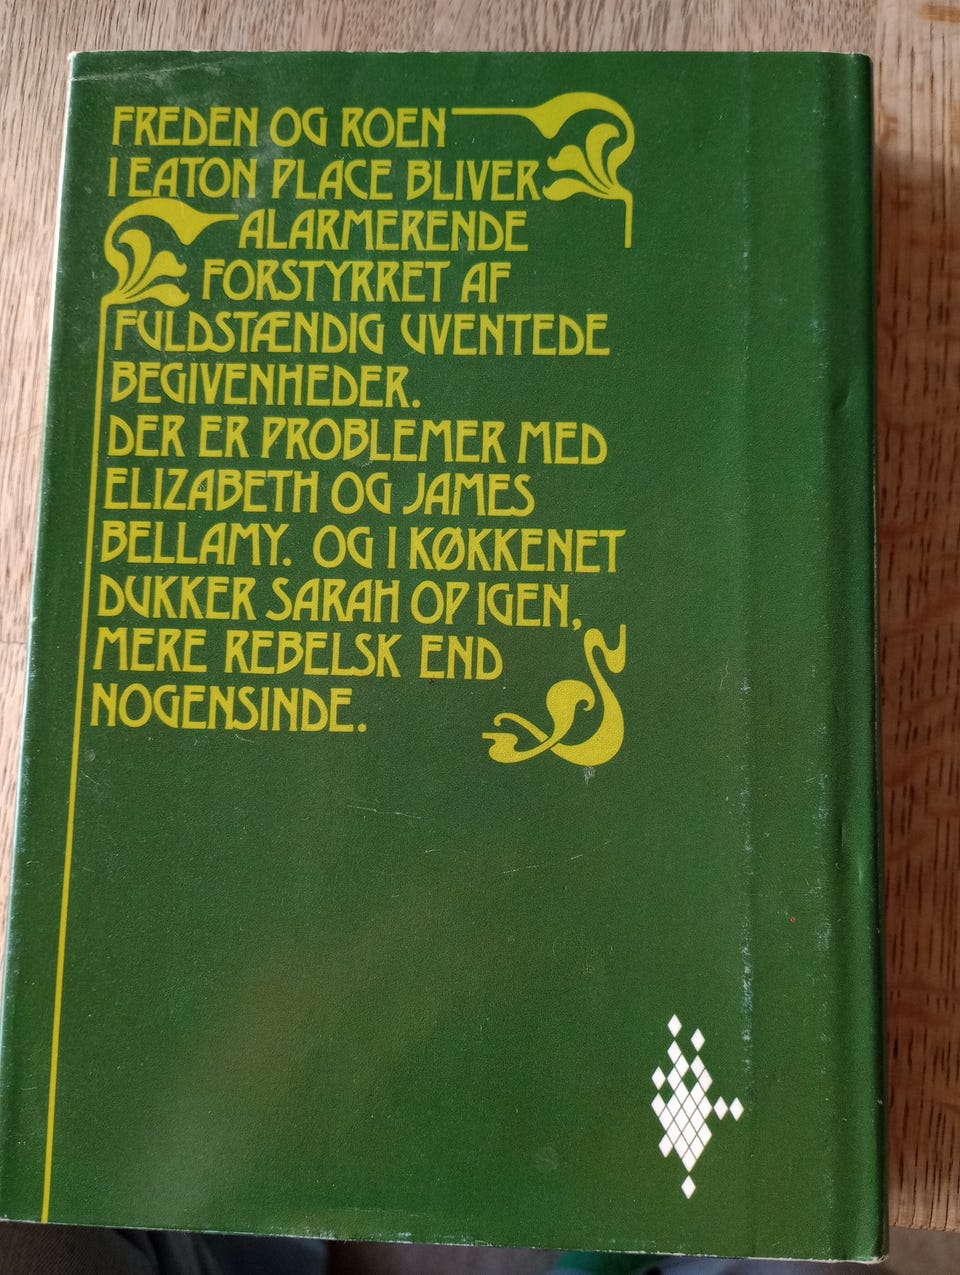 FREDEN OG ROEN
I EATON PLACE BLIVER
ALARMERENDE
FORSTYRRET AF
FULDSTÆNDIG UVENTEDE
BEGIVENHEDER.
DER ER PROBLEMER MED
ELIZABETH OG JAMES
BELLAMY. OG I KØKKENET
DUKKER SARAH OP IGEN,
MERE REBELSK END
NOGENSINDE.